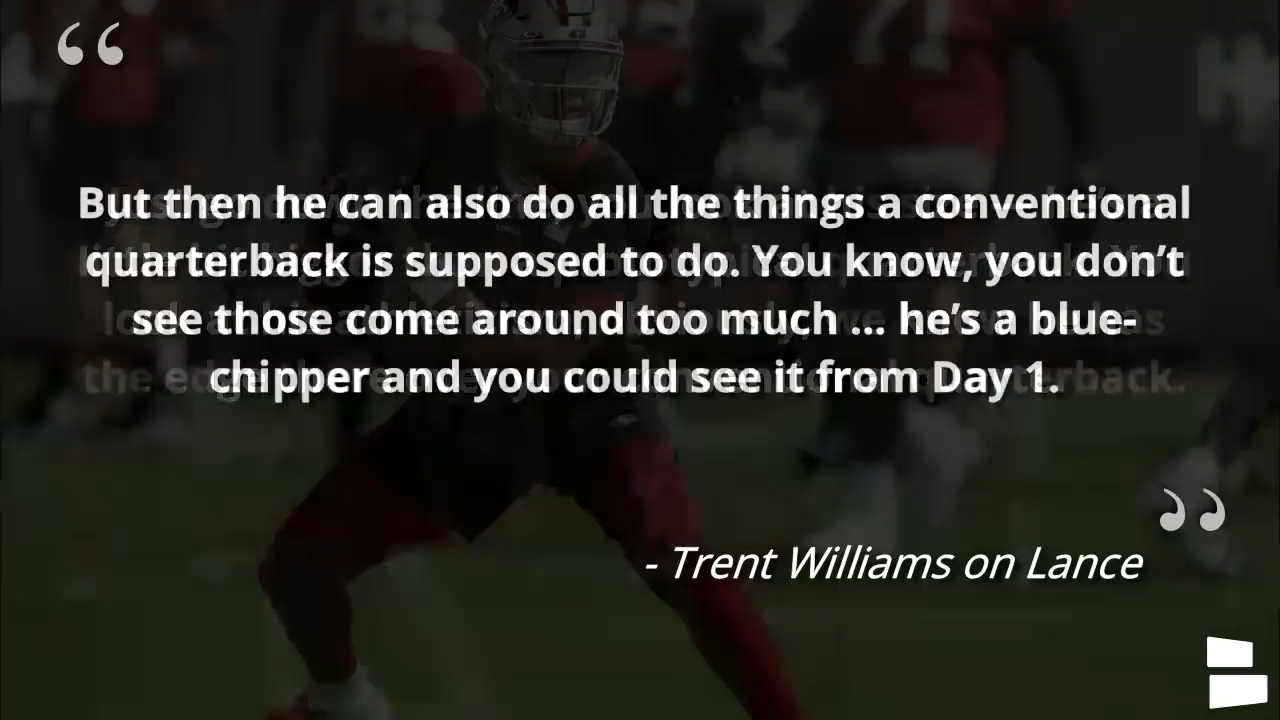 “
But then he can also do all the things a conventional
quarterback is supposed to do. You know, you don’t
see those come around too much ... he’s a blue-
chipper and you could see it from Day 1.
”
- Trent Williams on Lance